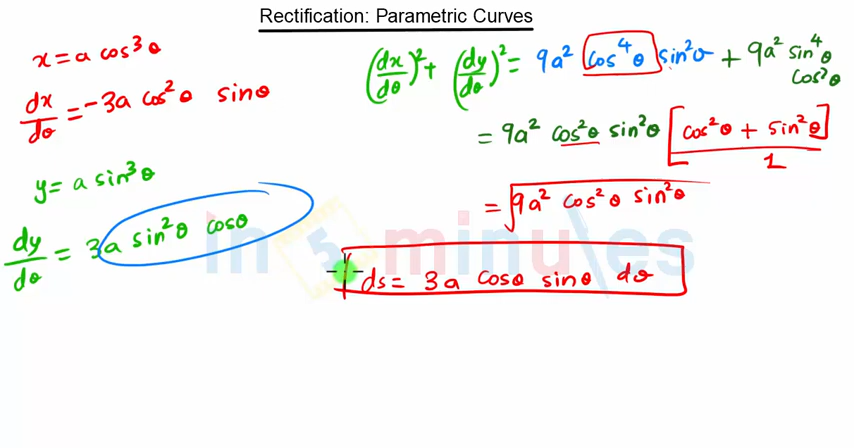 Rectification: Parametric Curves
x = a cos³θ
dx/dθ = -3a cos²θ sinθ
y = a sin³θ
dy/dθ = 3a sin²θ cosθ
(dx/dθ)² + (dy/dθ)² = 9a² cos⁴θ sin²θ + 9a² sin⁴θ cos²θ
= 9a² cos²θ sin²θ [cos²θ + sin²θ]
1
= √9a² cos²θ sin²θ
ds = 3a cosθ sinθ dθ
in 5 minutes